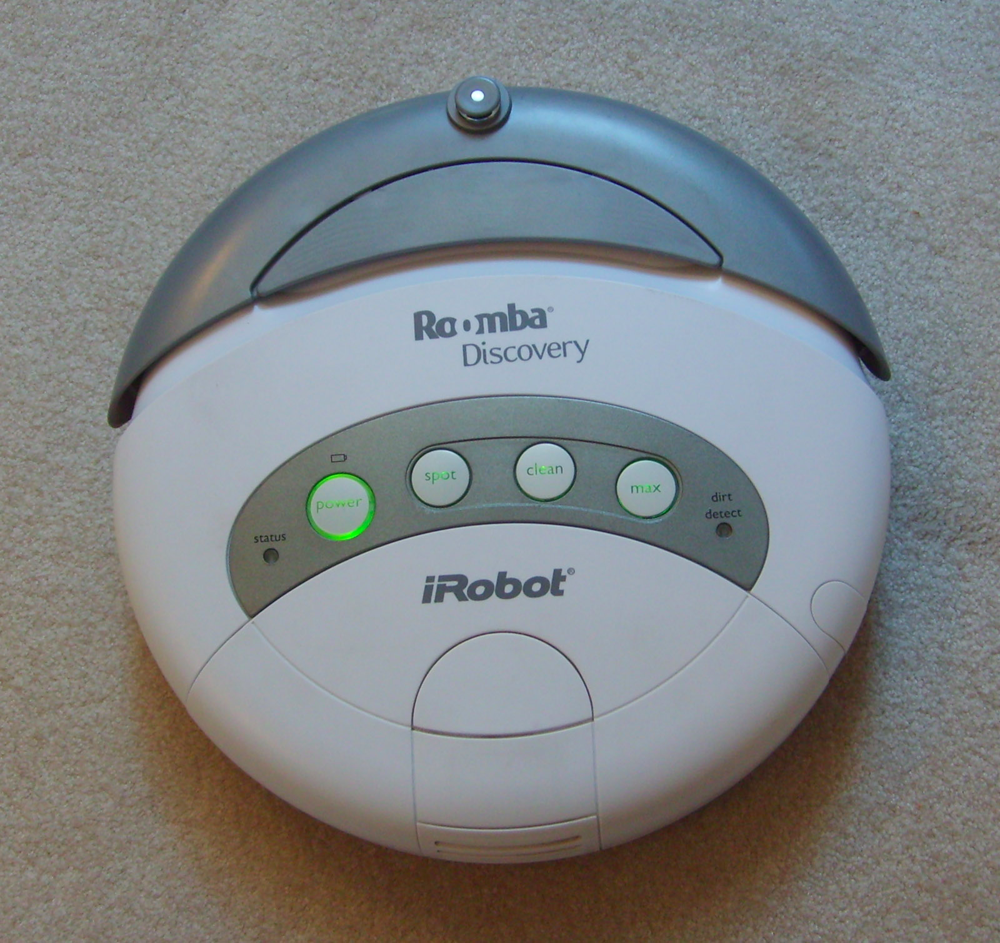 Roomba®
Discovery
power
spot
clean
max
dirt
detect
status
iRobot®